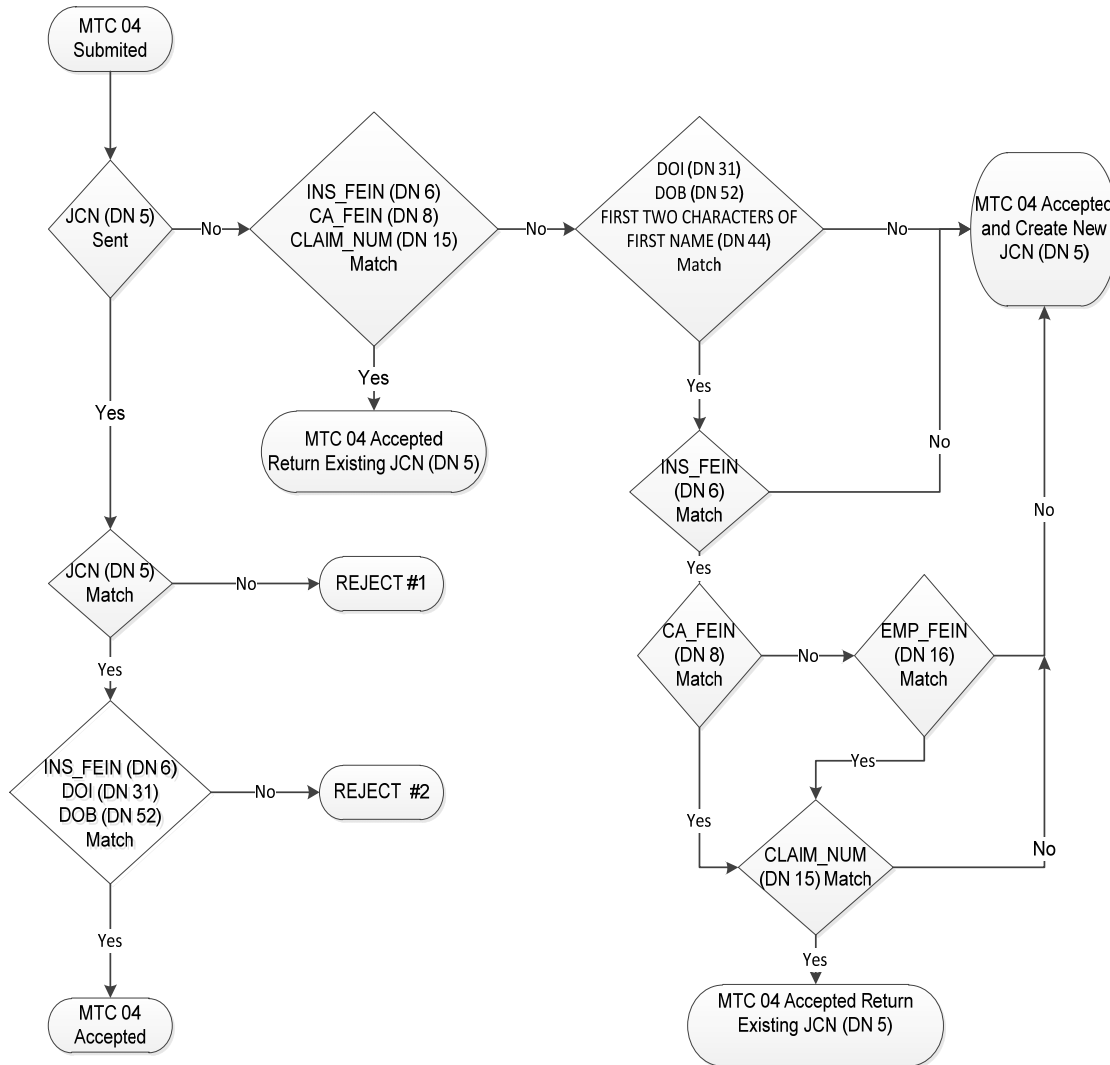 MTC 04
Submited
JCN (DN 5)
Sent
No
INS_FEIN (DN 6)
CA_FEIN (DN 8)
CLAIM_NUM (DN 15)
Match
No
DOI (DN 31)
DOB (DN 52)
FIRST TWO CHARACTERS OF
FIRST NAME (DN 44)
Match
No
MTC 04 Accepted
and Create New
JCN (DN 5)
Yes
Yes
Yes
MTC 04 Accepted
Return Existing JCN (DN 5)
INS_FEIN
(DN 6)
Match
No
No
Yes
JCN (DN 5)
Match
No
REJECT #1
CA_FEIN
(DN 8)
Match
No
EMP_FEIN
(DN 16)
Match
Yes
INS_FEIN (DN 6)
DOI (DN 31)
DOB (DN 52)
Match
No
REJECT #2
Yes
Yes
CLAIM_NUM
(DN 15) Match
No
Yes
Yes
MTC 04
Accepted
MTC 04 Accepted Return
Existing JCN (DN 5)